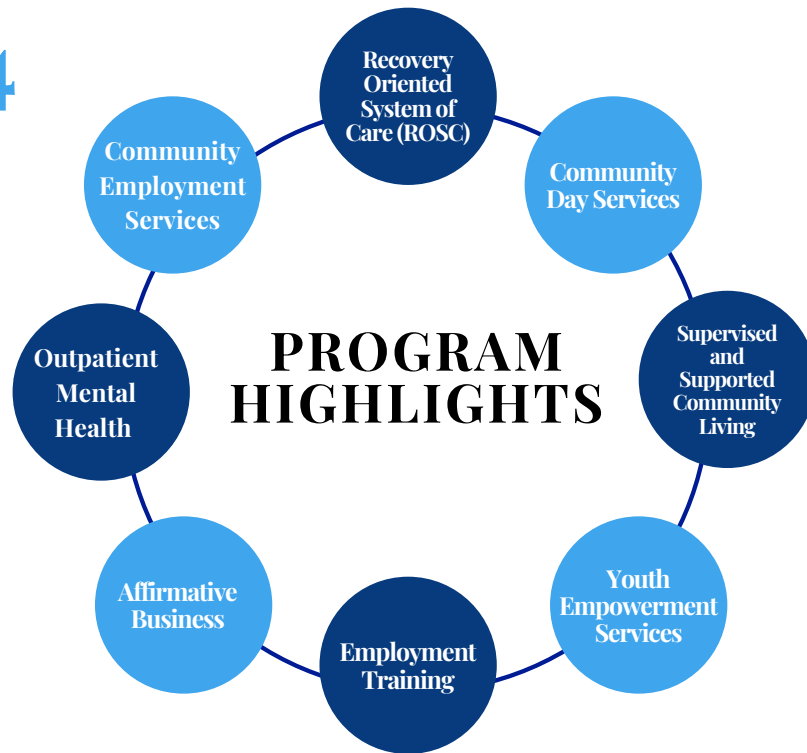 4
Recovery
Oriented
System of
Care (ROSC)
Community
Day Services
Supervised
and
Supported
Community
Living
Youth
Empowerment
Services
Employment
Training
Affirmative
Business
Outpatient
Mental
Health
Community
Employment
Services
PROGRAM
HIGHLIGHTS